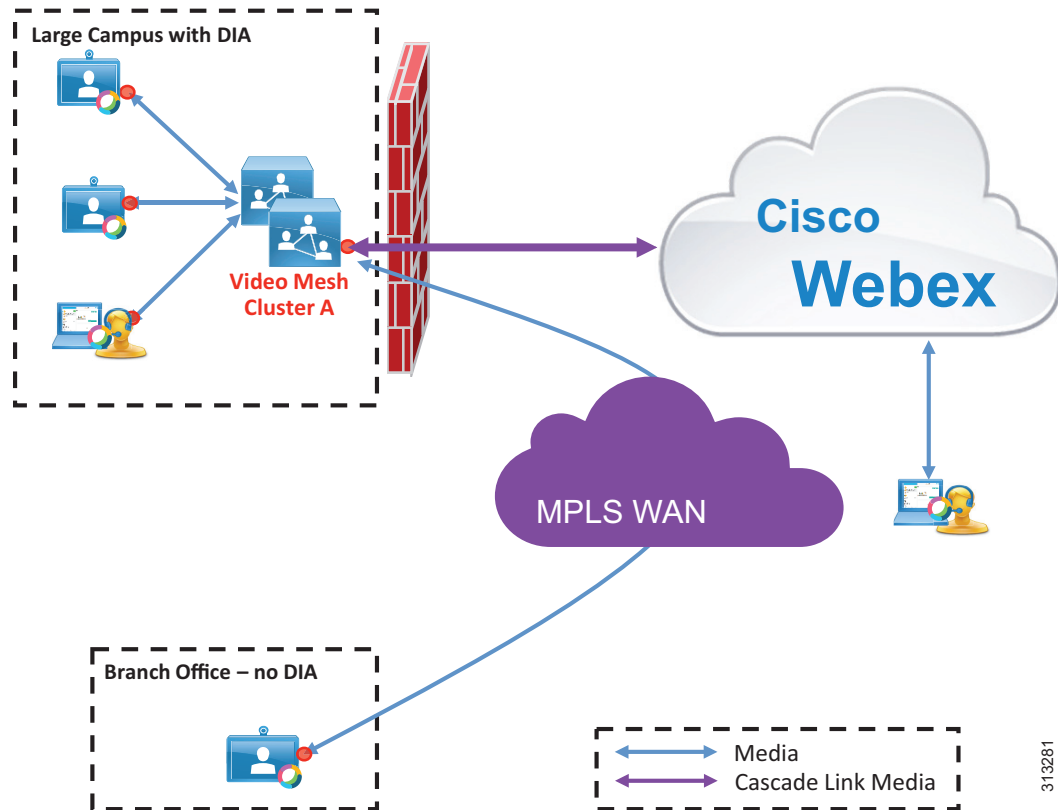 Large Campus with DIA
Video Mesh
Cluster A
Cisco
Webex
MPLS WAN
Branch Office – no DIA
Media
Cascade Link Media
313281